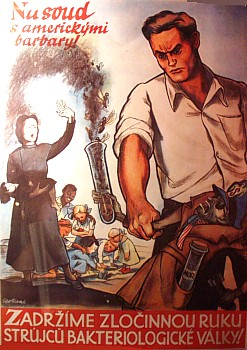 Na soud
s americkými
barbary!
ZADRŽÍME ZLOČINNOU RUKU
STRŮJCŮ BAKTERIOLOGICKÉ VÁLKY!